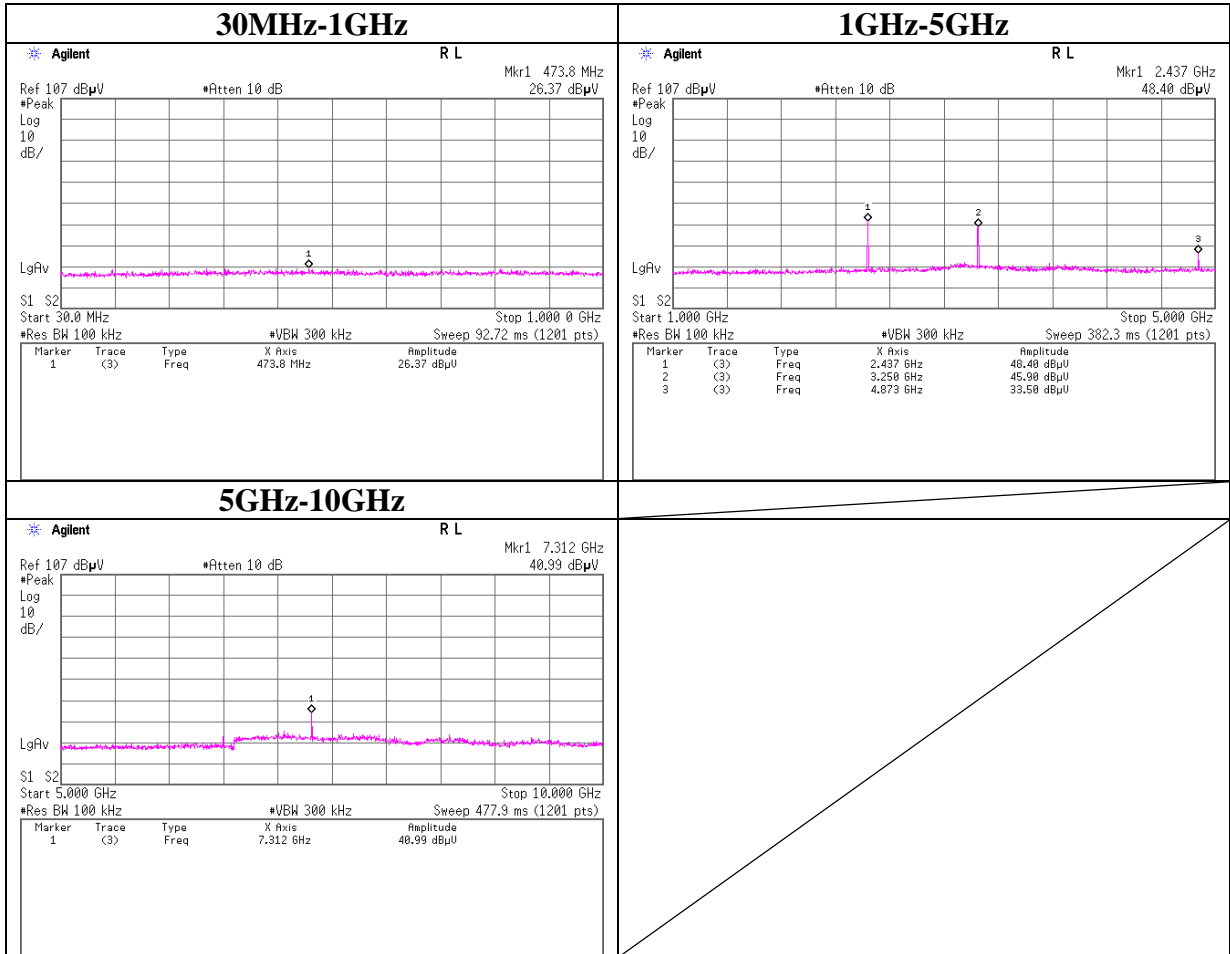 30MHz-1GHz
Agilent R L
Mkr1 473.8 MHz
Ref 107 dBµV #Atten 10 dB 26.37 dBµV
#Peak
Log
10
dB/
1
LgAv
S1 S2
Start 30.0 MHz Stop 1.000 0 GHz
#Res BW 100 kHz #VBW 300 kHz Sweep 92.72 ms (1201 pts)
Marker Trace Type X Axis Amplitude
1 (3) Freq 473.8 MHz 26.37 dBµV
1GHz-5GHz
Agilent R L
Mkr1 2.437 GHz
Ref 107 dBµV #Atten 10 dB 48.40 dBµV
#Peak
Log
10
dB/
1
2
3
LgAv
S1 S2
Start 1.000 GHz Stop 5.000 GHz
#Res BW 100 kHz #VBW 300 kHz Sweep 382.3 ms (1201 pts)
Marker Trace Type X Axis Amplitude
1 (3) Freq 2.437 GHz 48.40 dBµV
2 (3) Freq 3.250 GHz 45.90 dBµV
3 (3) Freq 4.873 GHz 33.50 dBµV
5GHz-10GHz
Agilent R L
Mkr1 7.312 GHz
Ref 107 dBµV #Atten 10 dB 40.99 dBµV
#Peak
Log
10
dB/
1
LgAv
S1 S2
Start 5.000 GHz Stop 10.000 GHz
#Res BW 100 kHz #VBW 300 kHz Sweep 477.9 ms (1201 pts)
Marker Trace Type X Axis Amplitude
1 (3) Freq 7.312 GHz 40.99 dBµV